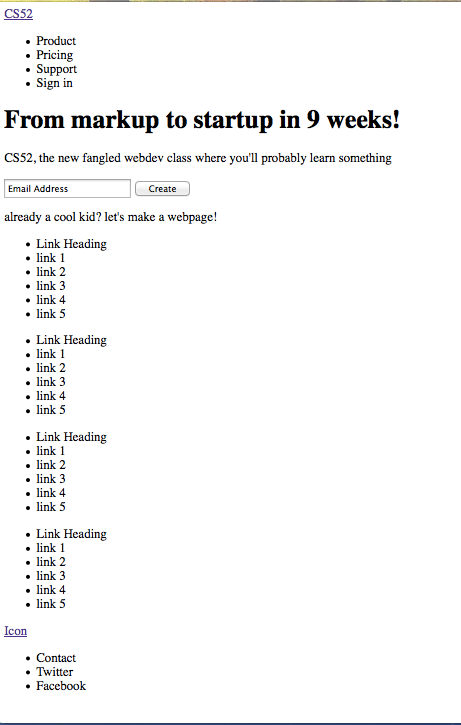 CS52
Product
Pricing
Support
Sign in
From markup to startup in 9 weeks!
CS52, the new fangled webdev class where you'll probably learn something
Email Address Create
already a cool kid? let's make a webpage!
Link Heading
link 1
link 2
link 3
link 4
link 5
Link Heading
link 1
link 2
link 3
link 4
link 5
Link Heading
link 1
link 2
link 3
link 4
link 5
Link Heading
link 1
link 2
link 3
link 4
link 5
Icon
Contact
Twitter
Facebook